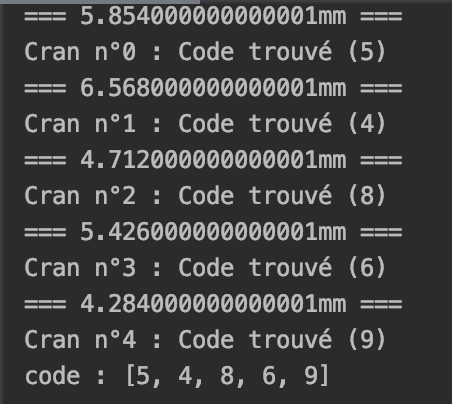 === 5.854000000000001mm ===
Cran n°0 : Code trouvé (5)
=== 6.568000000000001mm ===
Cran n°1 : Code trouvé (4)
=== 4.712000000000001mm ===
Cran n°2 : Code trouvé (8)
=== 5.426000000000001mm ===
Cran n°3 : Code trouvé (6)
=== 4.284000000000001mm ===
Cran n°4 : Code trouvé (9)
code : [5, 4, 8, 6, 9]